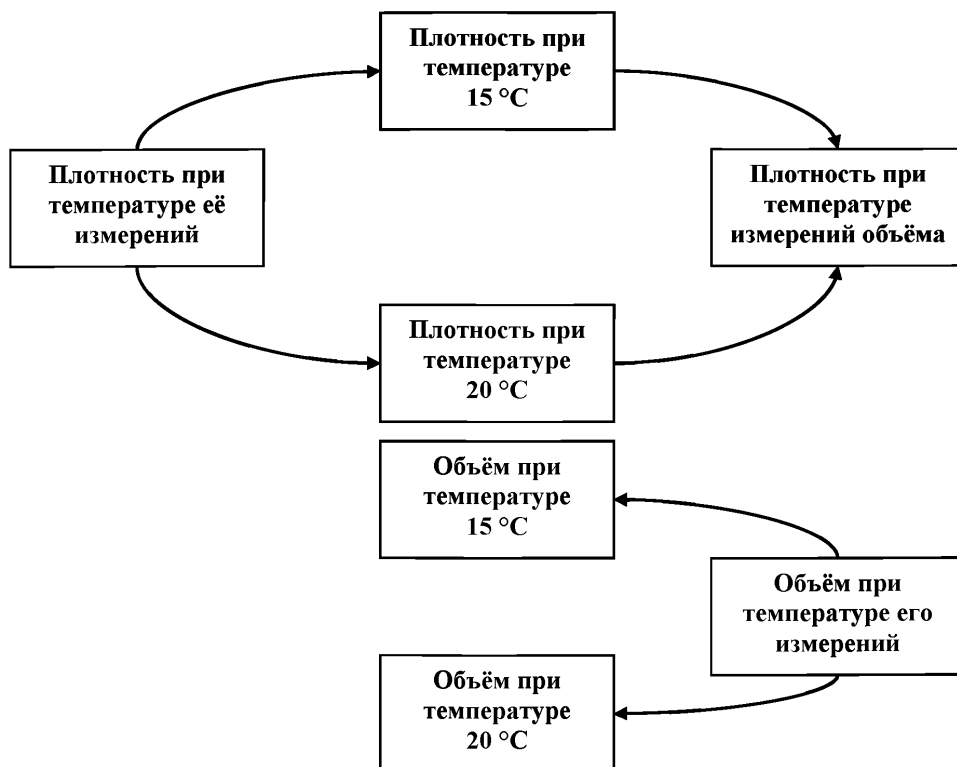 Плотность при
температуре
15 °C
Плотность при
температуре её
измерений
Плотность при
температуре
измерений объёма
Плотность при
температуре
20 °C
Объём при
температуре
15 °C
Объём при
температуре его
измерений
Объём при
температуре
20 °C